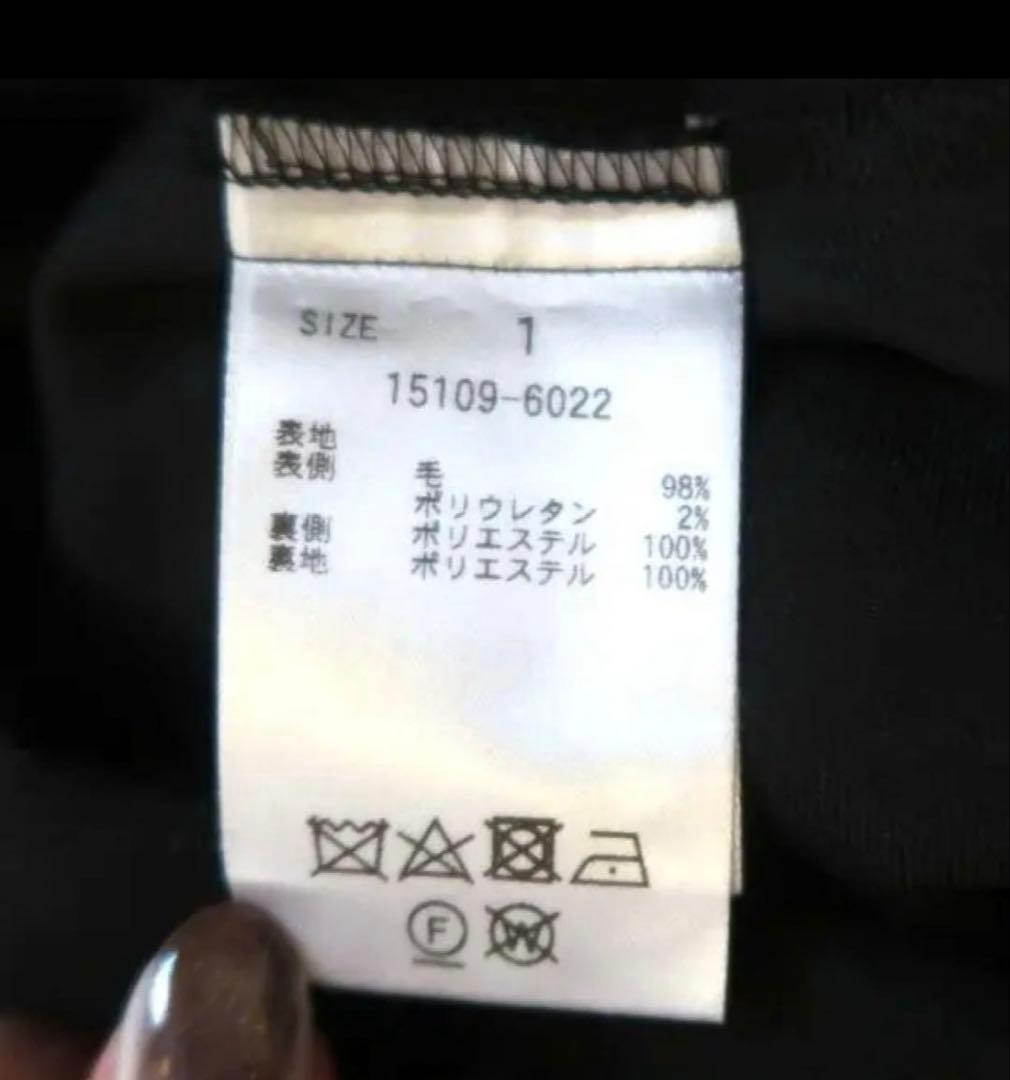 SIZE 1
15109-6022
表地
表側 毛 98%
ポリウレタン 2%
裏側 ポリエステル 100%
裏地 ポリエステル 100%
F W